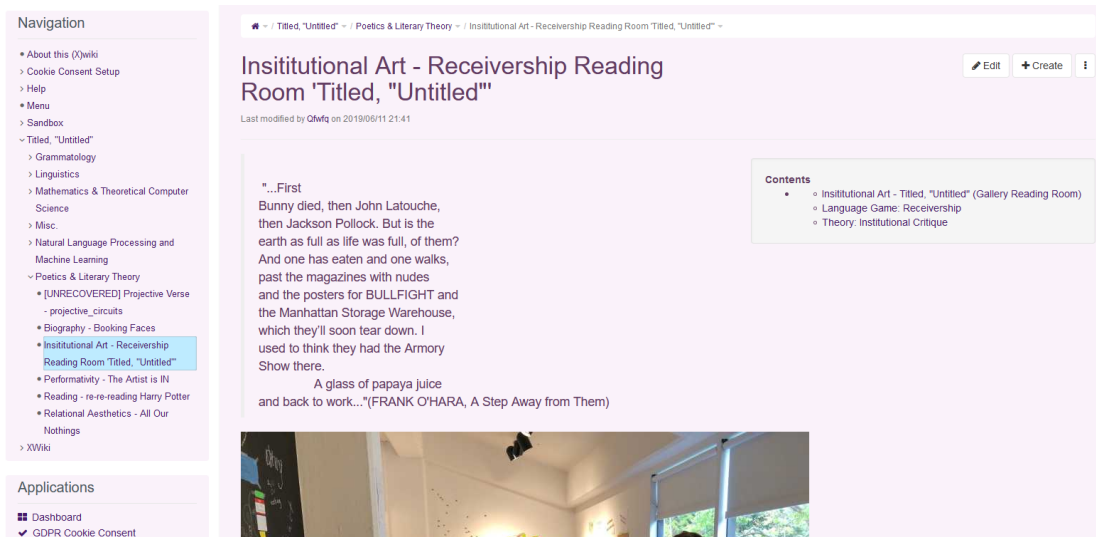 Navigation
About this (X)wiki
Cookie Consent Setup
Help
Menu
Sandbox
Titled, "Untitled"
Grammatology
Linguistics
Mathematics & Theoretical Computer
Science
Misc.
Natural Language Processing and
Machine Learning
Poetics & Literary Theory
[UNRECOVERED] Projective Verse
- projective_circuits
Biography - Booking Faces
Insititutional Art - Receivership
Reading Room 'Titled, "Untitled"'
Performativity - The Artist is IN
Reading - re-re-reading Harry Potter
Relational Aesthetics - All Our
Nothings
XWiki
Applications
Dashboard
GDPR Cookie Consent
/ Titled, "Untitled" / Poetics & Literary Theory / Insititutional Art - Receivership Reading Room 'Titled, "Untitled"'
Insititutional Art - Receivership Reading
Room 'Titled, "Untitled"'
Edit
Create
Last modified by Qfwfq on 2019/06/11 21:41
"...First
Bunny died, then John Latouche,
then Jackson Pollock. But is the
earth as full as life was full, of them?
And one has eaten and one walks,
past the magazines with nudes
and the posters for BULLFIGHT and
the Manhattan Storage Warehouse,
which they'll soon tear down. I
used to think they had the Armory
Show there.
A glass of papaya juice
and back to work..."(FRANK O'HARA, A Step Away from Them)
Contents
Insititutional Art - Titled, "Untitled" (Gallery Reading Room)
Language Game: Receivership
Theory: Institutional Critique